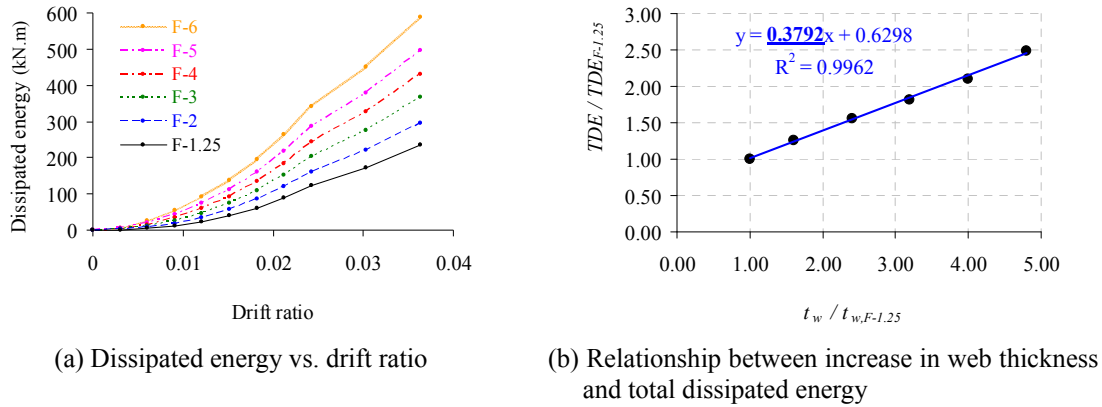 Dissipated energy (kN.m)
600
500
400
300
200
100
0
F-6
F-5
F-4
F-3
F-2
F-1.25
0 0.01 0.02 0.03 0.04
Drift ratio
(a) Dissipated energy vs. drift ratio
TDE / TDE_F-1.25
3.00
2.50
2.00
1.50
1.00
0.00
y = 0.3792x + 0.6298
R² = 0.9962
0.00 1.00 2.00 3.00 4.00 5.00
t_w / t_w,F-1.25
(b) Relationship between increase in web thickness
and total dissipated energy